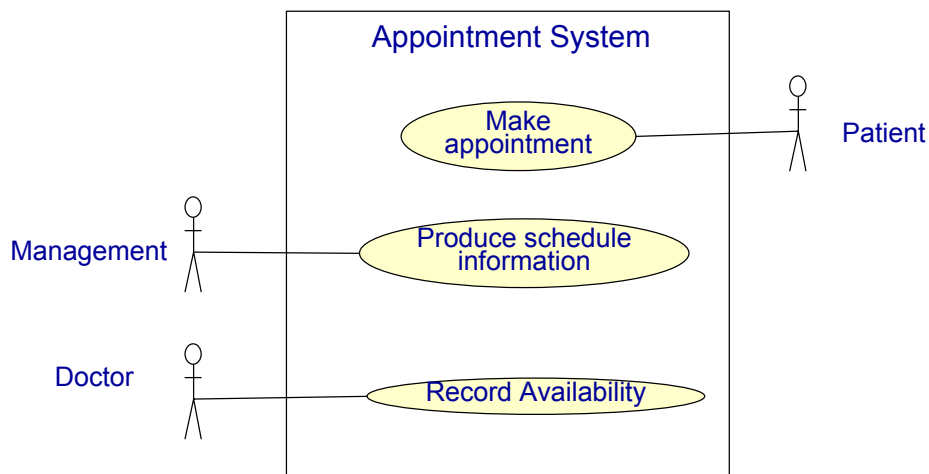 Appointment System
Make
appointment
Patient
Produce schedule
information
Management
Doctor
Record Availability